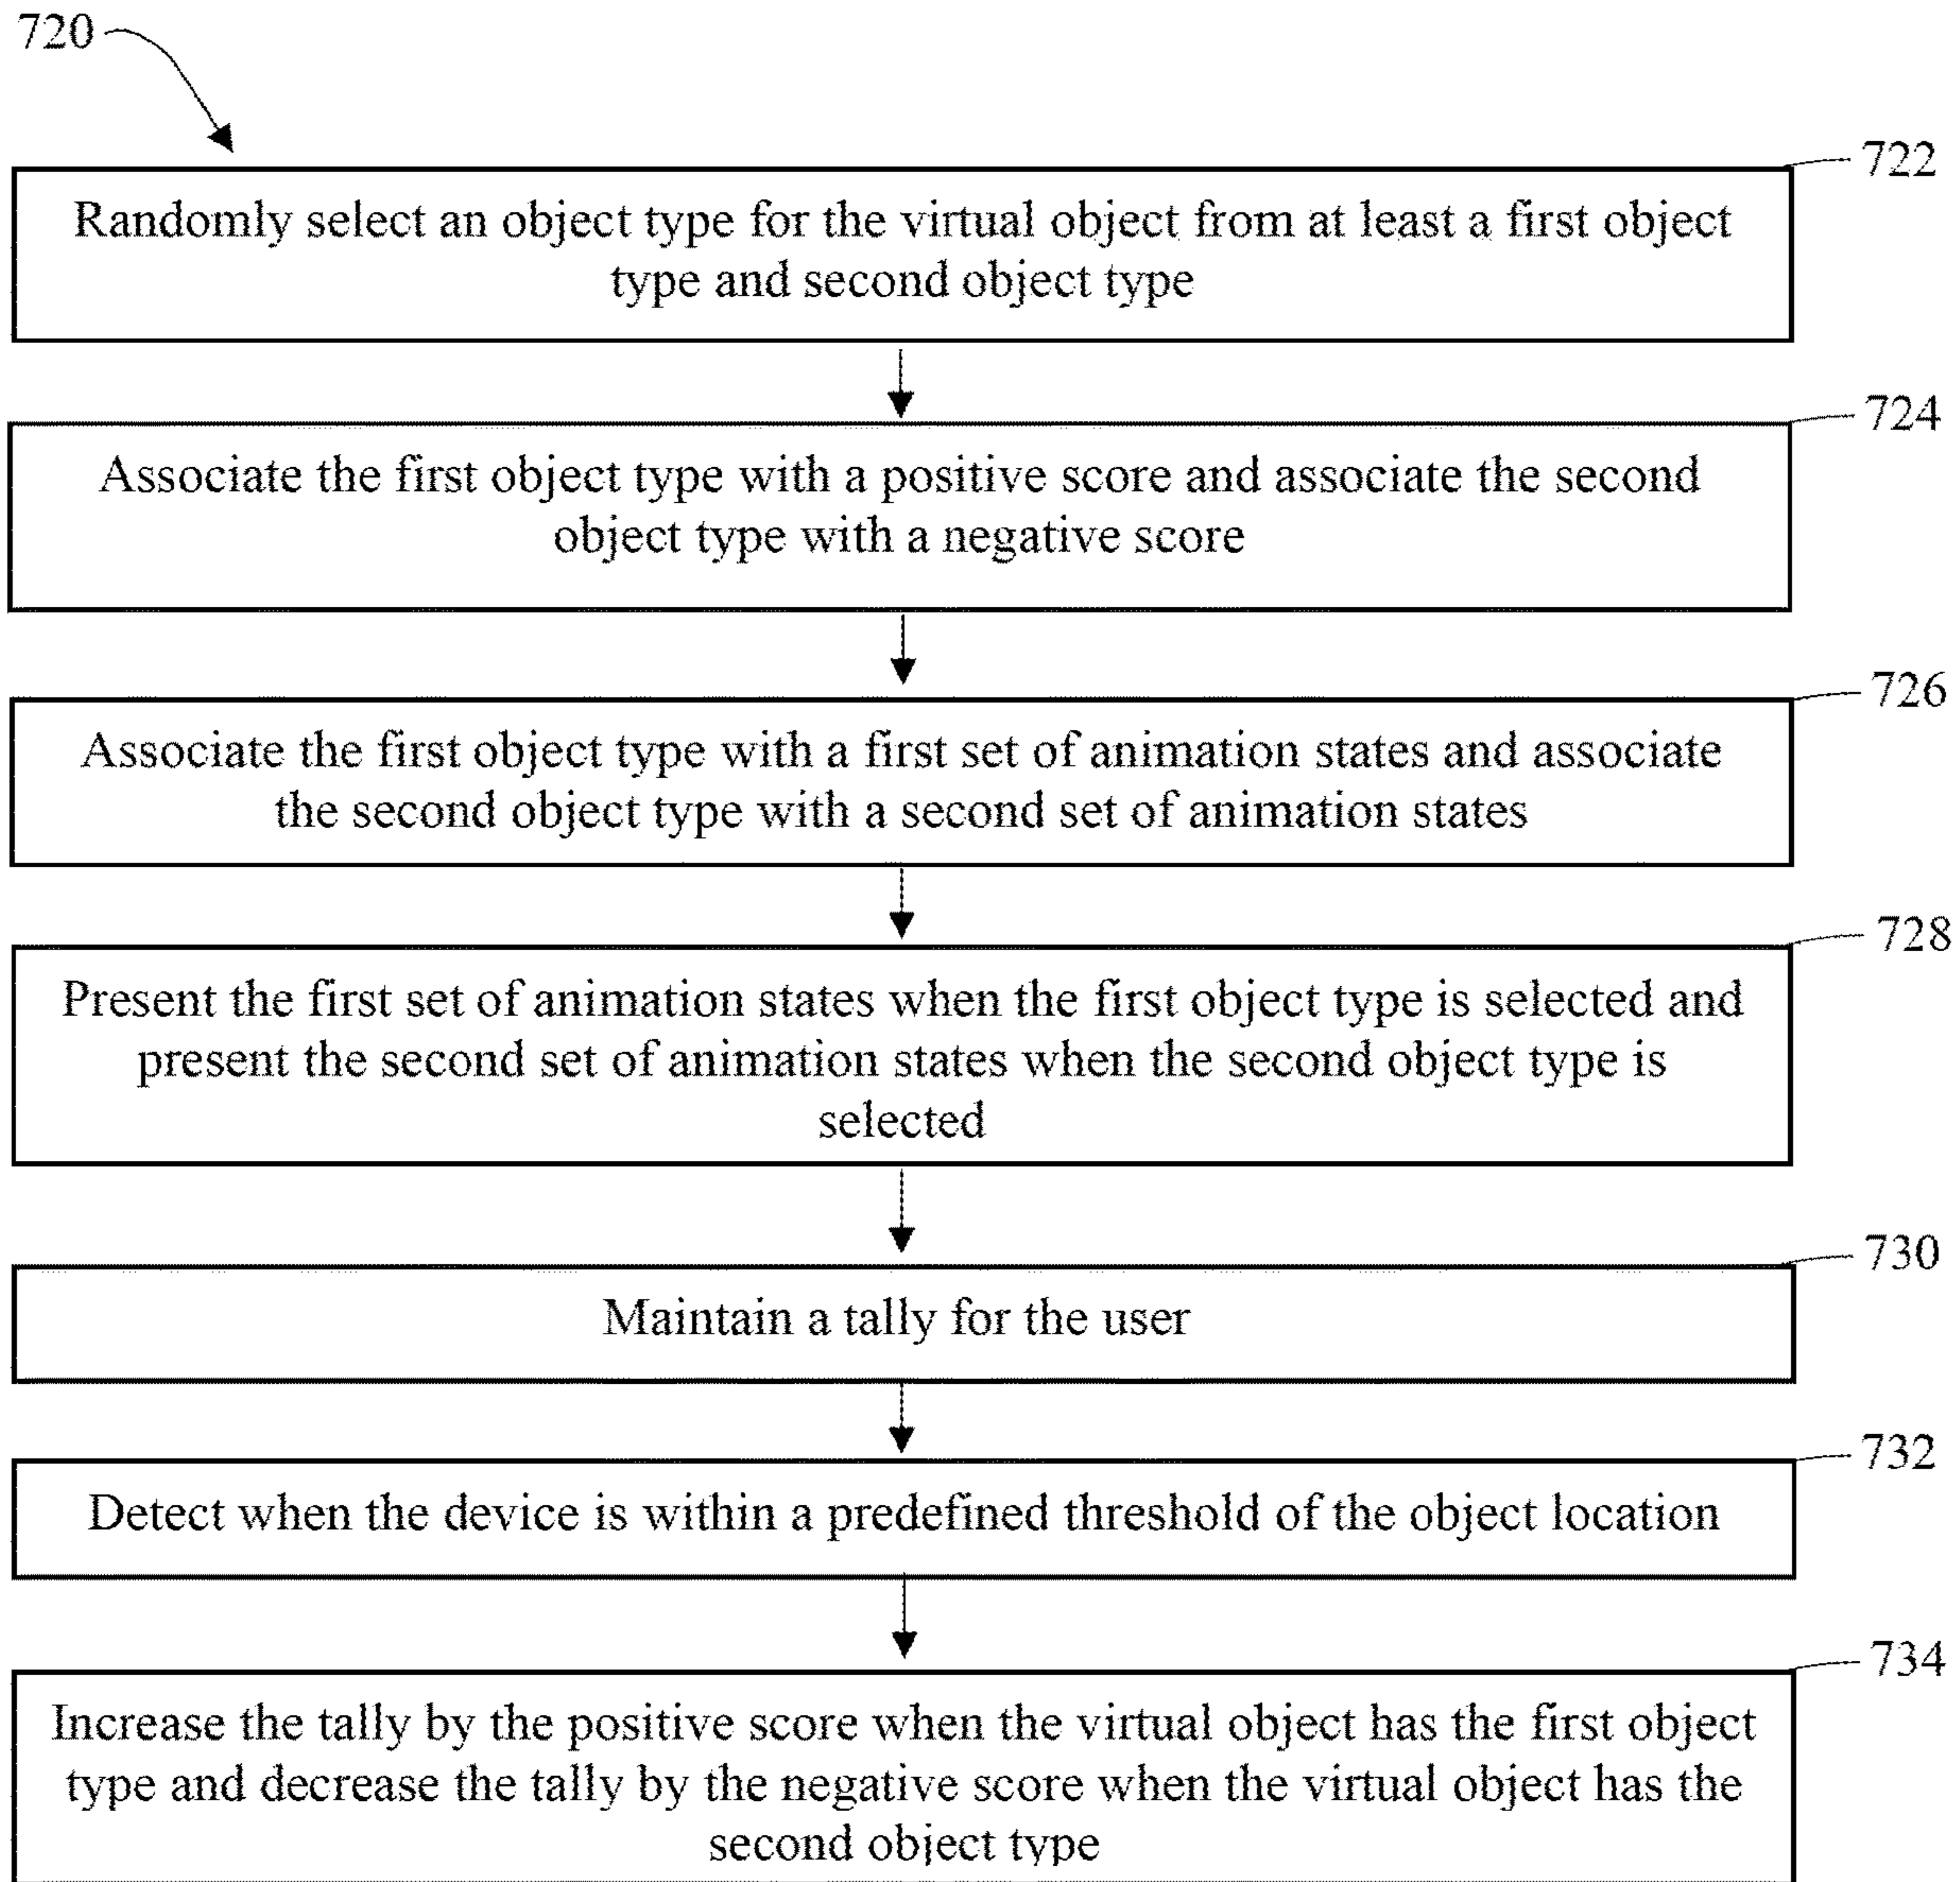 720
722
Randomly select an object type for the virtual object from at least a first object
type and second object type
724
Associate the first object type with a positive score and associate the second
object type with a negative score
726
Associate the first object type with a first set of animation states and associate
the second object type with a second set of animation states
728
Present the first set of animation states when the first object type is selected and
present the second set of animation states when the second object type is
selected
730
Maintain a tally for the user
732
Detect when the device is within a predefined threshold of the object location
734
Increase the tally by the positive score when the virtual object has the first object
type and decrease the tally by the negative score when the virtual object has the
second object type